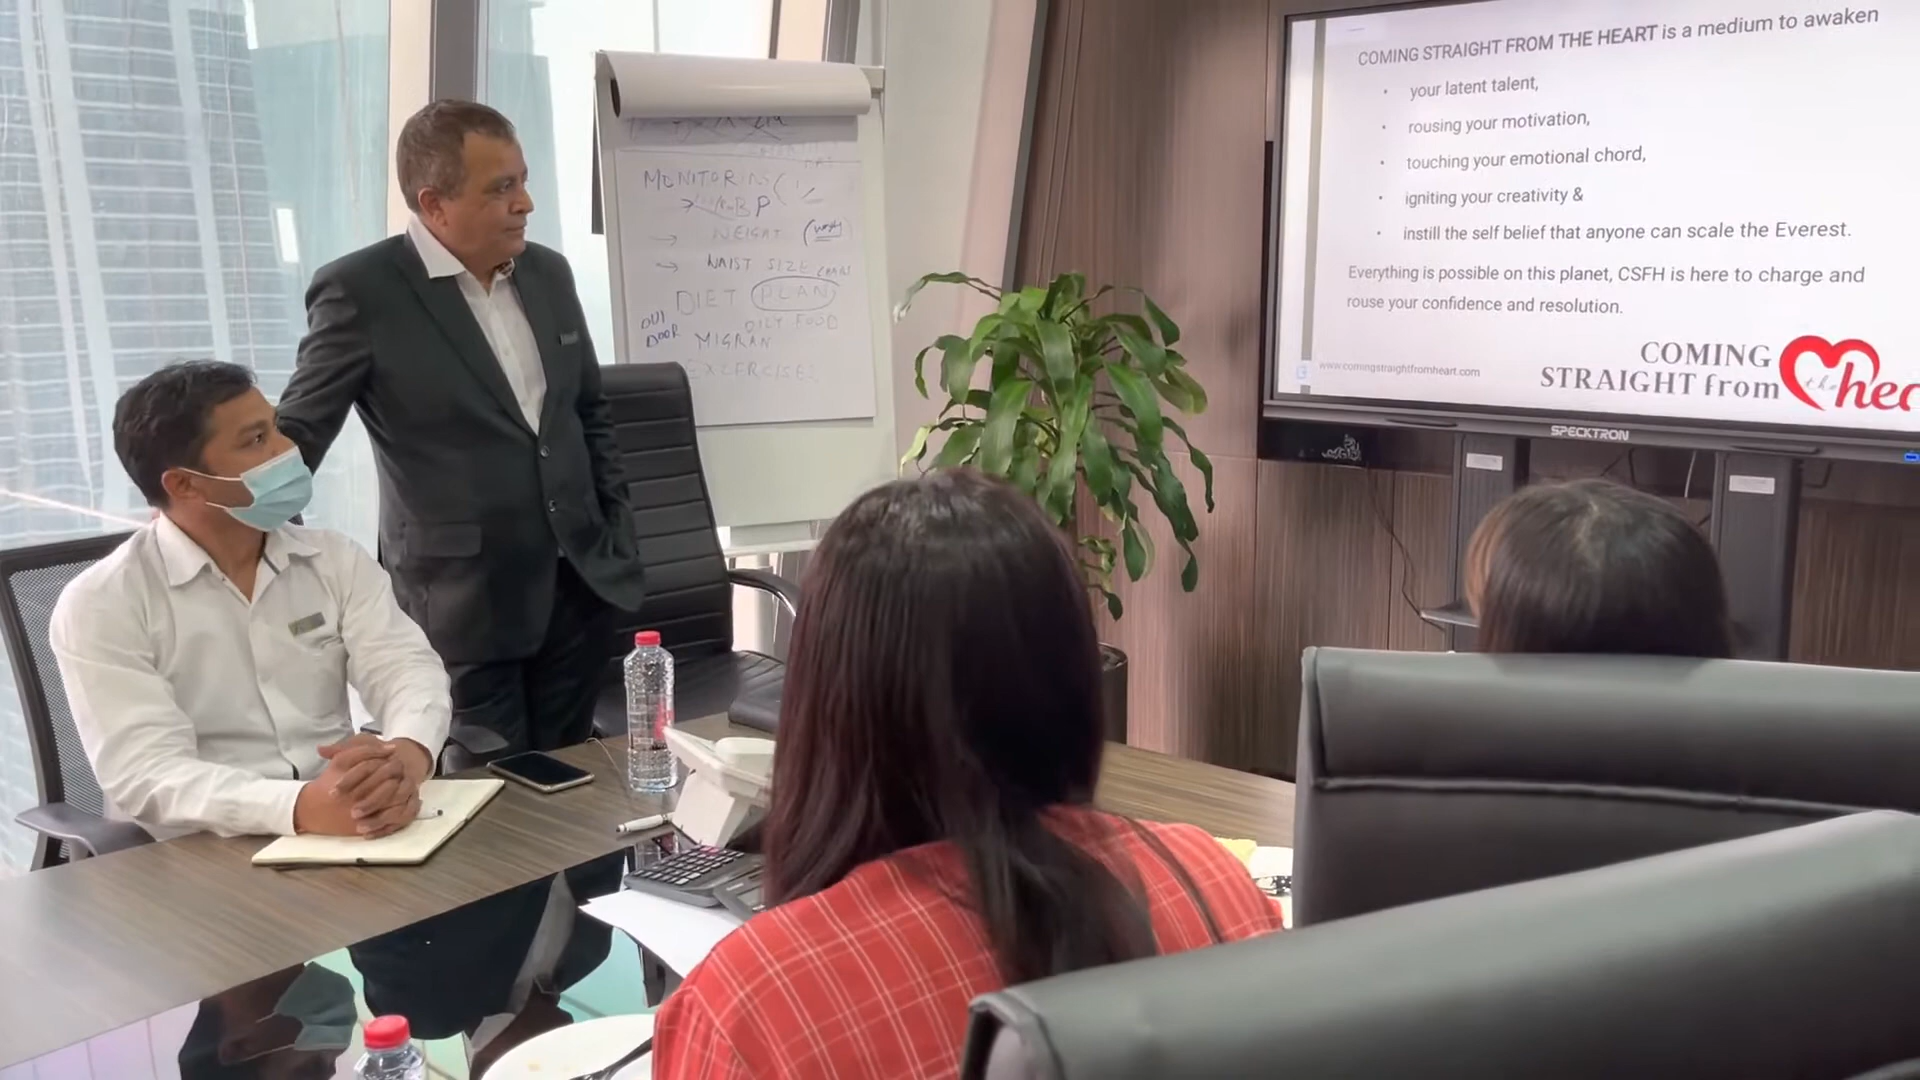 MONITORING
BP
WEIGHT
WAIST SIZE
DIET PLAN
OUT
DOOR
OILY FOOD
MIGRAN
EXCERCISE
COMING STRAIGHT FROM THE HEART is a medium to awaken
• your latent talent,
• rousing your motivation,
• touching your emotional chord,
• igniting your creativity &
• instill the self belief that anyone can scale the Everest.
Everything is possible on this planet, CSFH is here to charge and
rouse your confidence and resolution.
www.comingstraightfromheart.com
COMING
STRAIGHT from the hea
SPECKTRON